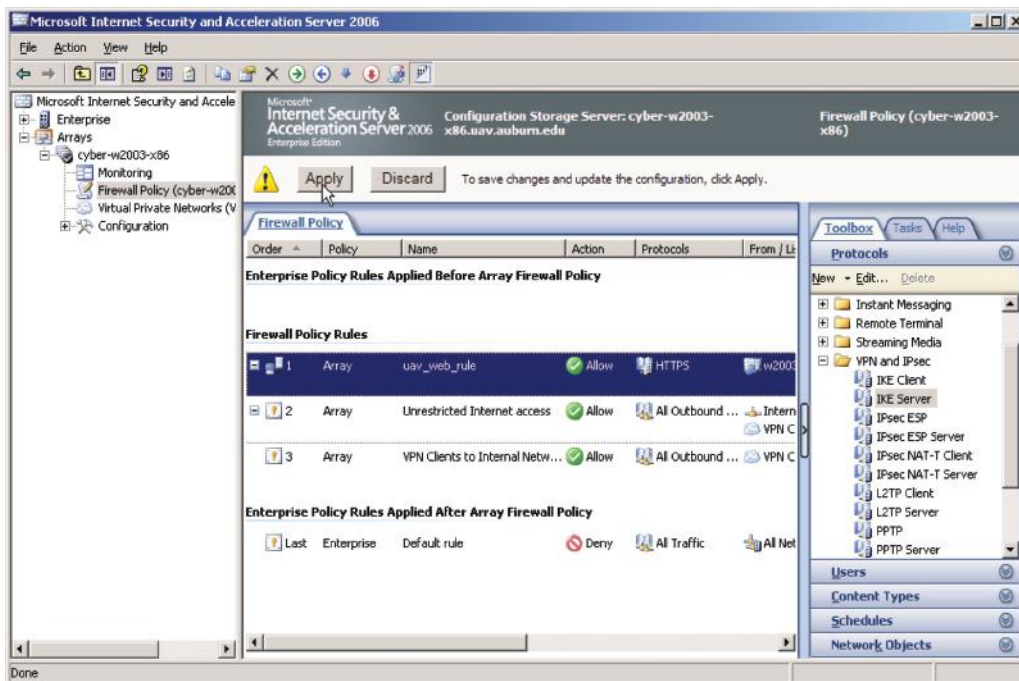 Microsoft Internet Security and Acceleration Server 2006
File Action View Help
Microsoft Internet Security and Accele
Enterprise
Arrays
cyber-w2003-x86
Monitoring
Firewall Policy (cyber-w200
Virtual Private Networks (V
Configuration
Microsoft
Internet Security &
Acceleration Server 2006
Enterprise Edition
Configuration Storage Server: cyber-w2003-
x86.uav.auburn.edu
Firewall Policy (cyber-w2003-
x86)
Apply Discard To save changes and update the configuration, click Apply.
Firewall Policy
Order Policy Name Action Protocols From / Li
Enterprise Policy Rules Applied Before Array Firewall Policy
Firewall Policy Rules
1 Array uav_web_rule Allow HTTPS w2003
2 Array Unrestricted Internet access Allow All Outbound ... Intern
VPN C
3 Array VPN Clients to Internal Netw... Allow All Outbound ... VPN C
Enterprise Policy Rules Applied After Array Firewall Policy
Last Enterprise Default rule Deny All Traffic All Net
Toolbox Tasks Help
Protocols
New Edit... Delete
Instant Messaging
Remote Terminal
Streaming Media
VPN and IPsec
IKE Client
IKE Server
IPsec ESP
IPsec ESP Server
IPsec NAT-T Client
IPsec NAT-T Server
L2TP Client
L2TP Server
PPTP
PPTP Server
Users
Content Types
Schedules
Network Objects
Done